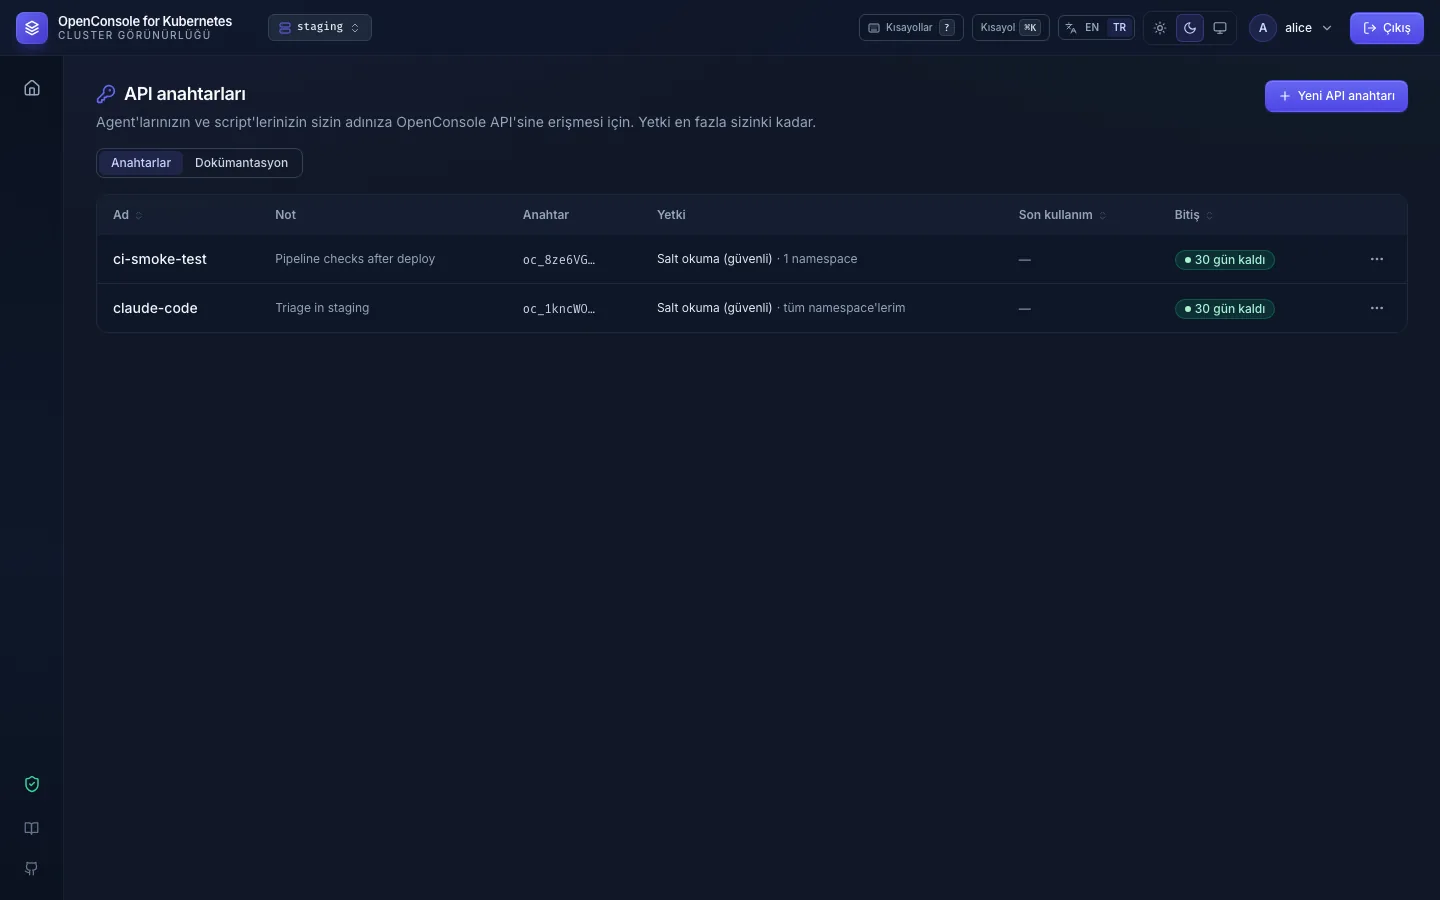 OpenConsole for Kubernetes
CLUSTER GÖRÜNÜRLÜĞÜ
staging
Kısayollar ?
Kısayol ⌘K
EN TR
A alice
Çıkış
API anahtarları
Yeni API anahtarı
Agent'larınızın ve script'lerinizin sizin adınıza OpenConsole API'sine erişmesi için. Yetki en fazla sizinki kadar.
Anahtarlar Dokümantasyon
Ad Not Anahtar Yetki Son kullanım Bitiş
ci-smoke-test Pipeline checks after deploy oc_8ze6VG… Salt okuma (güvenli) · 1 namespace — 30 gün kaldı ···
claude-code Triage in staging oc_1kncWO… Salt okuma (güvenli) · tüm namespace'lerim — 30 gün kaldı ···